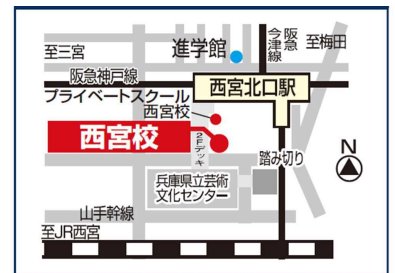 進学館
阪急
今津線
至梅田
至三宮
阪急神戸線
西宮北口駅
プライベートスクール
西宮校
西宮校
2Fデッキ
踏み切り
N
兵庫県立芸術
文化センター
山手幹線
至JR西宮